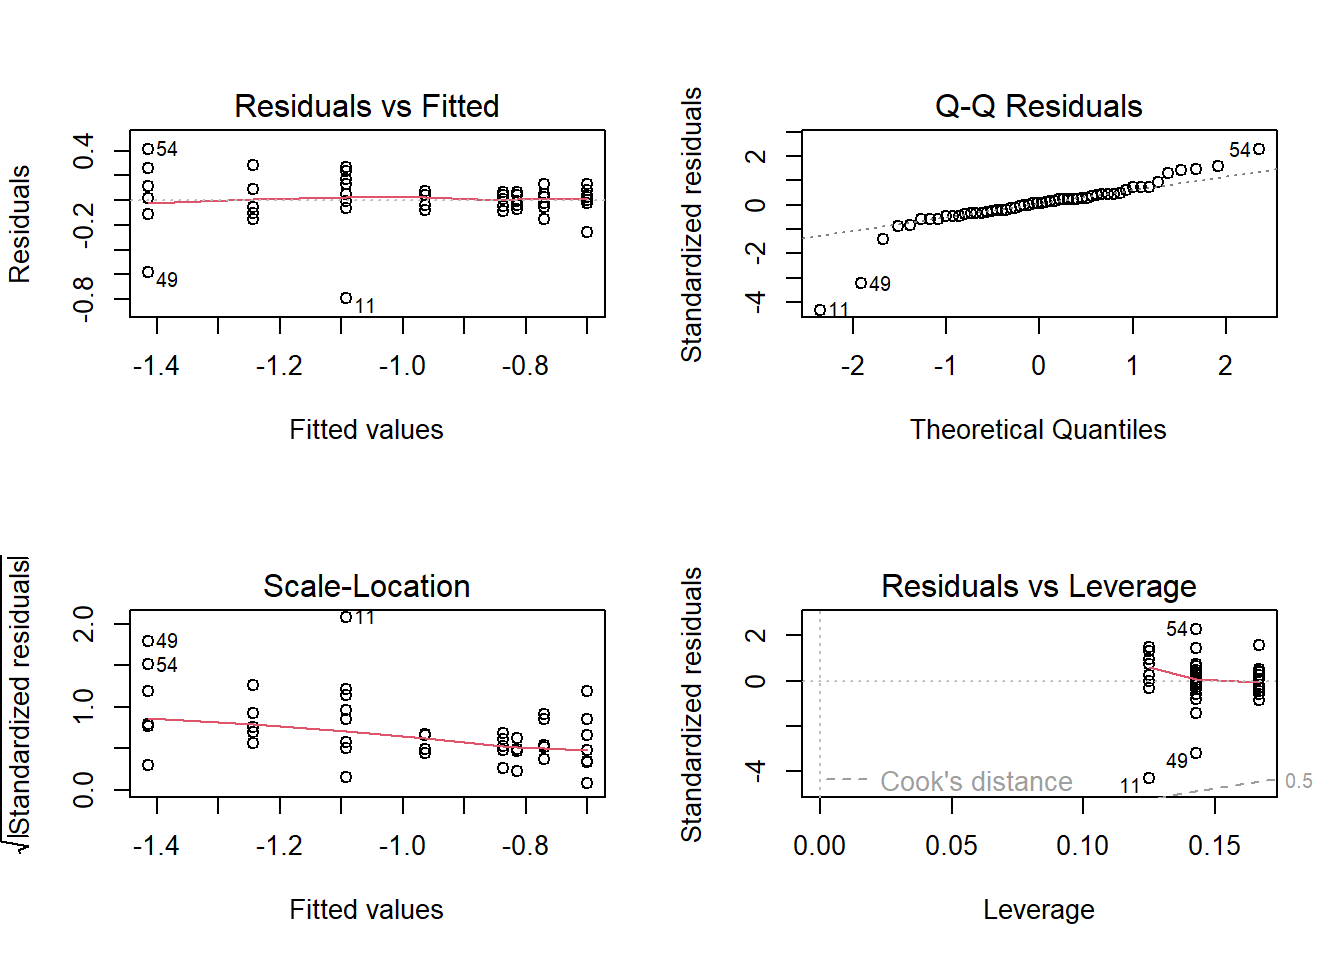 Residuals vs Fitted
Residuals
0.4
-0.2
-0.8
54
49
11
-1.4 -1.2 -1.0 -0.8
Fitted values
Q-Q Residuals
Standardized residuals
2
0
-2
-4
54
49
11
-2 -1 0 1 2
Theoretical Quantiles
Scale-Location
√|Standardized residuals|
2.0
1.0
0.0
11
49
54
-1.4 -1.2 -1.0 -0.8
Fitted values
Residuals vs Leverage
Standardized residuals
2
0
-4
54
49
11
Cook's distance
0.5
0.00 0.05 0.10 0.15
Leverage